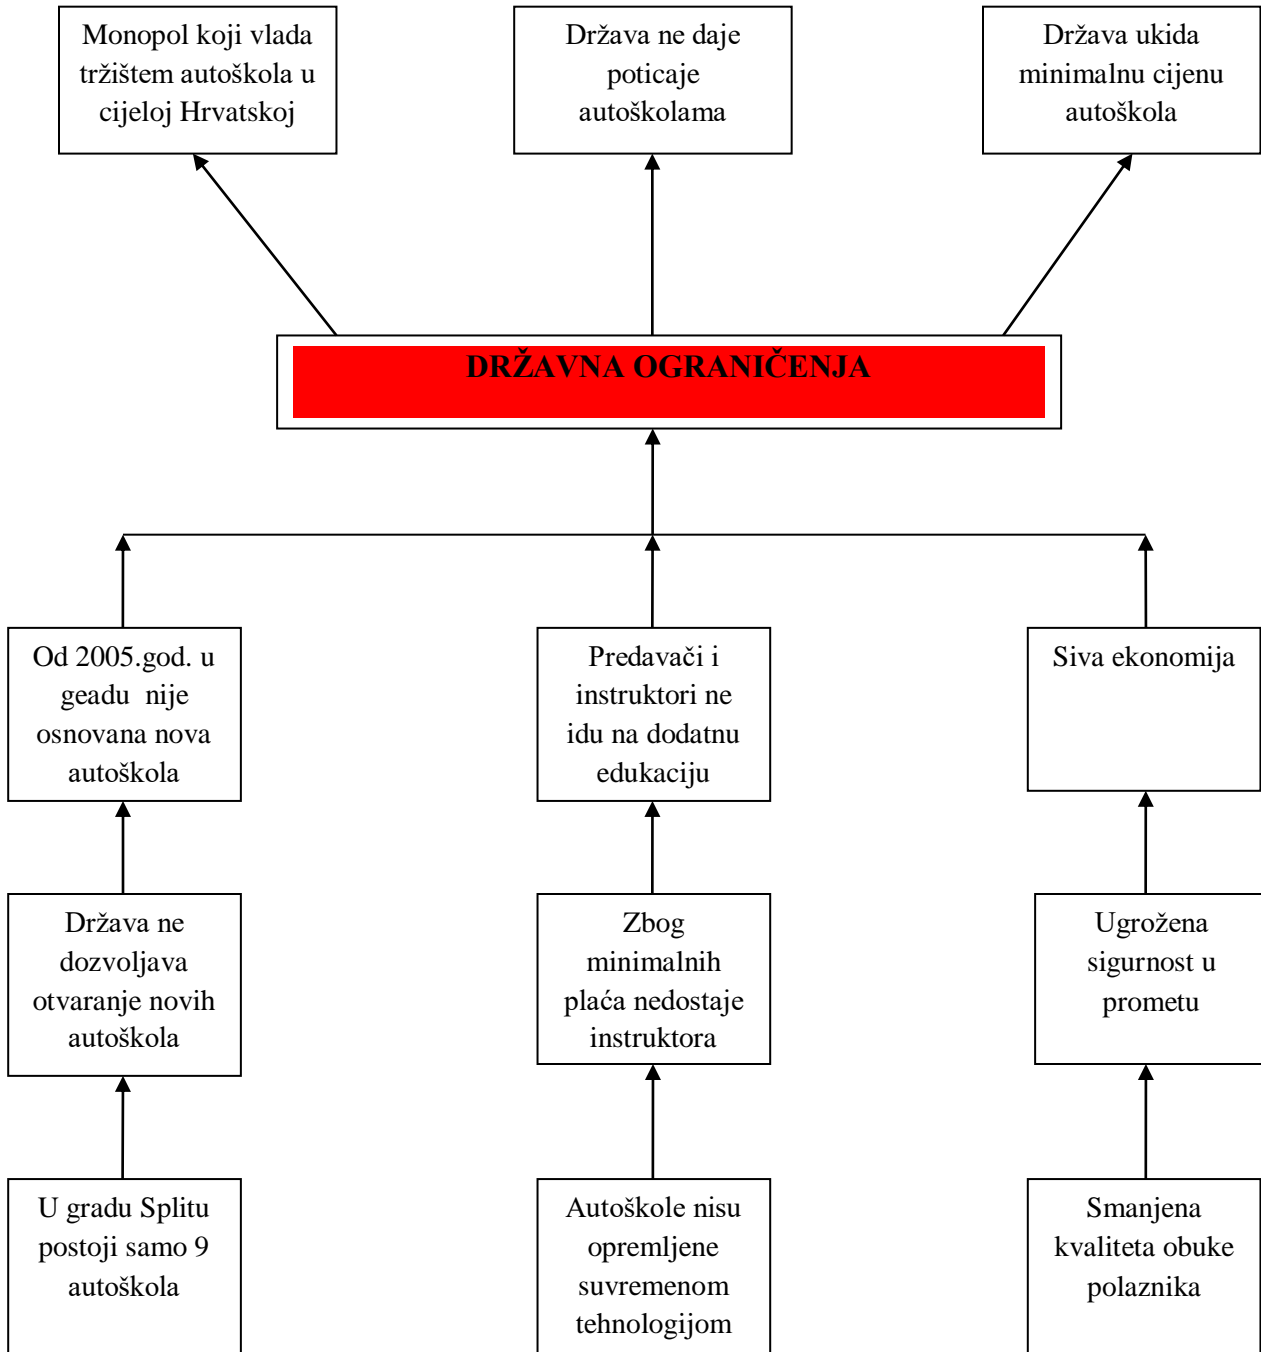 Monopol koji vlada
tržištem autoškola u
cijeloj Hrvatskoj
Država ne daje
poticaje
autoškolama
Država ukida
minimalnu cijenu
autoškola
DRŽAVNA OGRANIČENJA
Od 2005.god. u
geadu nije
osnovana nova
autoškola
Predavači i
instruktori ne
idu na dodatnu
edukaciju
Siva ekonomija
Država ne
dozvoljava
otvaranje novih
autoškola
Zbog
minimalnih
plaća nedostaje
instruktora
Ugrožena
sigurnost u
prometu
U gradu Splitu
postoji samo 9
autoškola
Autoškole nisu
opremljene
suvremenom
tehnologijom
Smanjena
kvaliteta obuke
polaznika